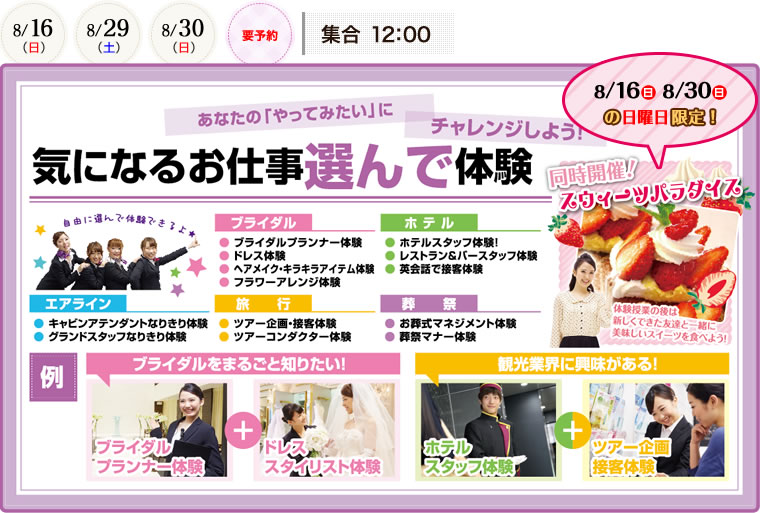 8/16 (日)
8/29 (土)
8/30 (日)
要予約
集合 12:00
8/16日 8/30日
の日曜日限定！
あなたの「やってみたい」に
チャレンジしよう！
気になるお仕事選んで体験
同時開催！
スウィーツパラダイス
自由に選んで体験できるよ★
ブライダル
ブライダルプランナー体験
ドレス体験
ヘアメイク・キラキラアイテム体験
フラワーアレンジ体験
ホテル
ホテルスタッフ体験！
レストラン＆バースタッフ体験
英会話で接客体験
エアライン
キャビンアテンダントなりきり体験
グランドスタッフなりきり体験
旅行
ツアー企画・接客体験
ツアーコンダクター体験
葬祭
お葬式マネジメント体験
葬祭マナー体験
体験授業の後は
新しくできた友達と一緒に
美味しいスイーツを食べよう！
例
ブライダルをまるごと知りたい！
ブライダル
プランナー体験
+
ドレス
スタイリスト体験
観光業界に興味がある！
ホテル
スタッフ体験
+
ツアー企画
接客体験